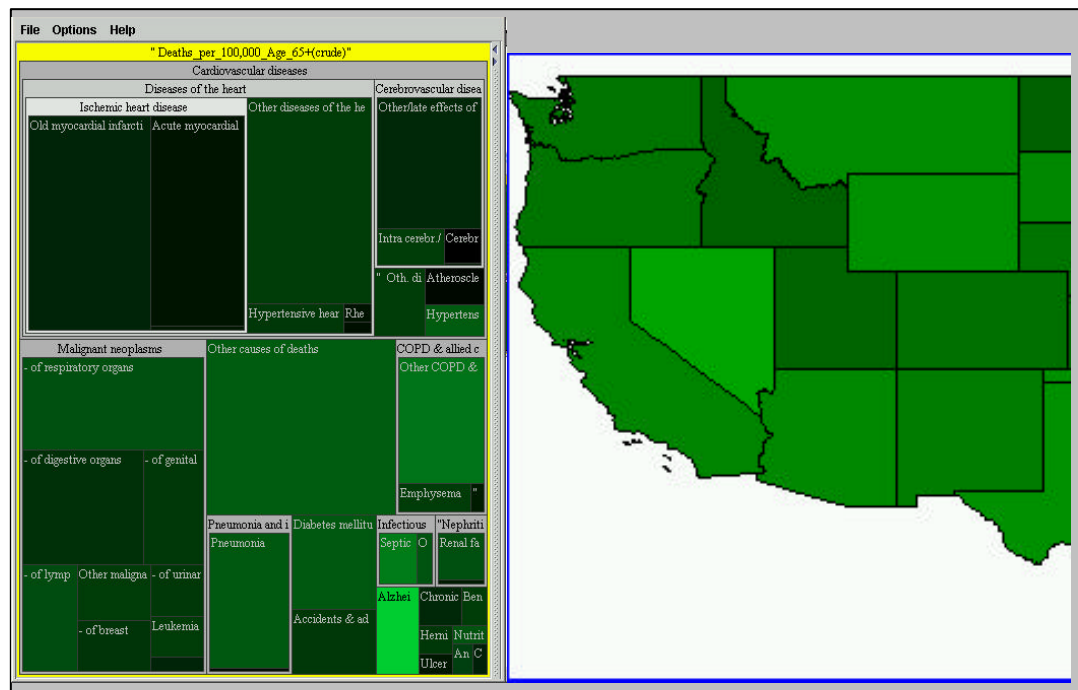 File Options Help
" Deaths_per_100,000_Age_65+(crude)"
Cardiovascular diseases
Diseases of the heart
Cerebrovascular disea
Ischemic heart disease
Other diseases of the he
Other/late effects of
Old myocardial infarcti
Acute myocardial
Intra cerebr./
Cerebr
" Oth. di
Atheroscle
Hypertensive hear
Rhe
Hypertens
Malignant neoplasms
Other causes of deaths
COPD & allied c
- of respiratory organs
Other COPD &
- of digestive organs
- of genital
Emphysema
"
Pneumonia and i
Diabetes mellitu
Infectious
"Nephriti
Pneumonia
Septic
O
Renal fa
- of lymp
Other maligna
- of urinar
Alzhei
Chronic
Ben
Accidents & ad
- of breast
Leukemia
Herni
Nutrit
An
C
Ulcer